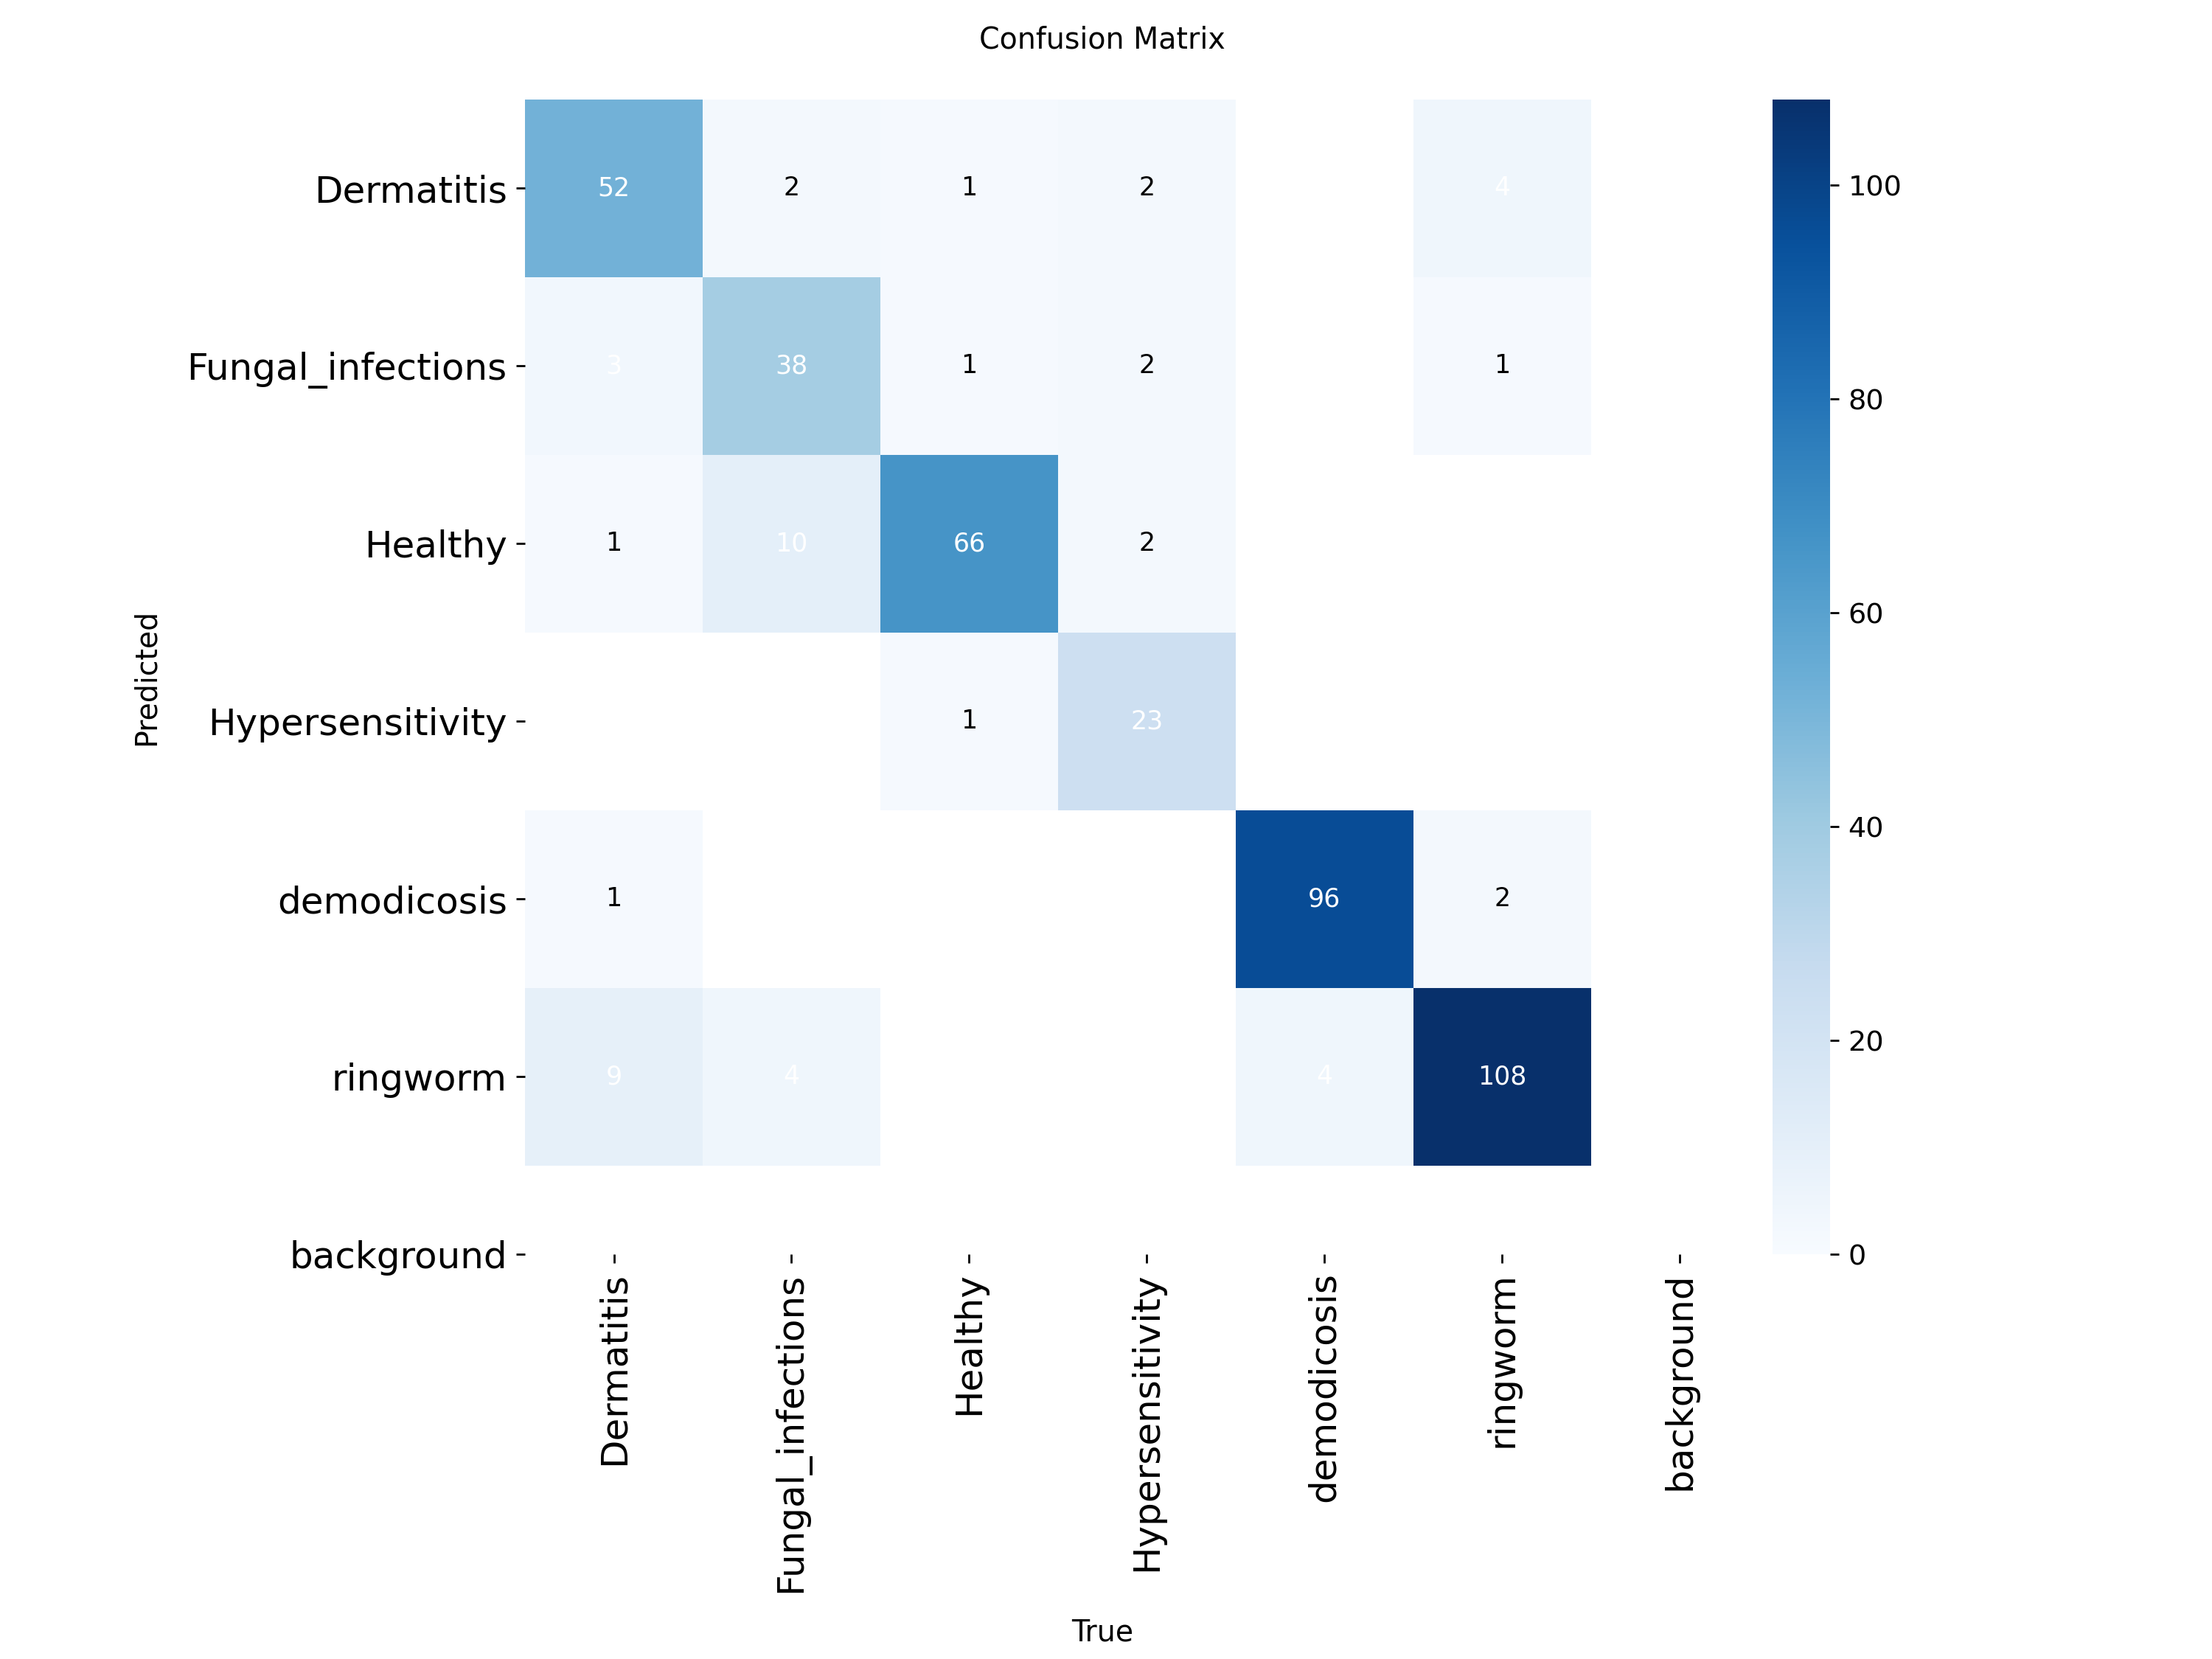 Confusion Matrix
Dermatitis 52 2 1 2 4
Fungal_infections 3 38 1 2 1
Healthy 1 10 66 2
Hypersensitivity 1 23
demodicosis 1 96 2
ringworm 9 4 4 108
background
Predicted
Dermatitis
Fungal_infections
Healthy
Hypersensitivity
demodicosis
ringworm
background
True
100
80
60
40
20
0